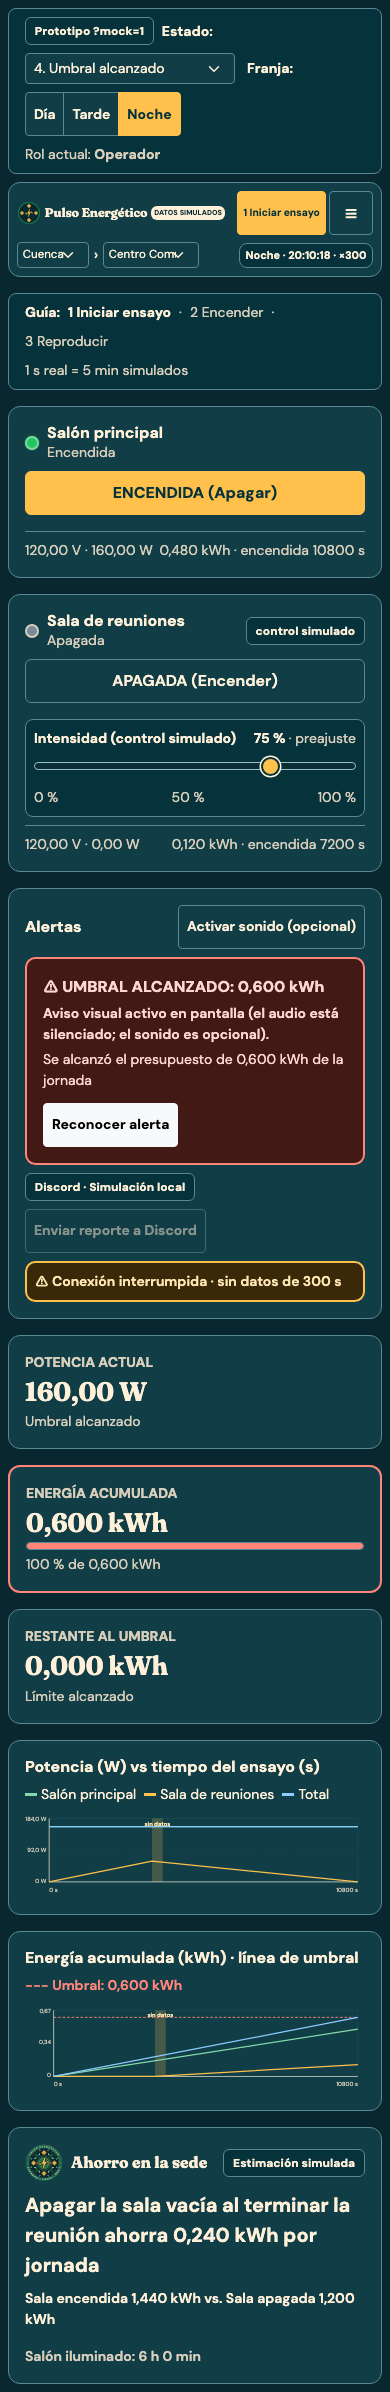 Prototipo ?mock=1 Estado:
4. Umbral alcanzado Franja:
Día Tarde Noche
Rol actual: Operador
Pulso Energético DATOS SIMULADOS 1 Iniciar ensayo ≡
Cuenca › Centro Com Noche · 20:10:18 · ×300
Guía: 1 Iniciar ensayo · 2 Encender ·
3 Reproducir
1 s real = 5 min simulados
Salón principal
Encendida
ENCENDIDA (Apagar)
120,00 V · 160,00 W 0,480 kWh · encendida 10800 s
Sala de reuniones
Apagada
control simulado
APAGADA (Encender)
Intensidad (control simulado) 75 % · preajuste
0 % 50 % 100 %
120,00 V · 0,00 W 0,120 kWh · encendida 7200 s
Alertas Activar sonido (opcional)
⚠ UMBRAL ALCANZADO: 0,600 kWh
Aviso visual activo en pantalla (el audio está
silenciado; el sonido es opcional).
Se alcanzó el presupuesto de 0,600 kWh de la
jornada
Reconocer alerta
Discord · Simulación local
Enviar reporte a Discord
⚠ Conexión interrumpida · sin datos de 300 s
POTENCIA ACTUAL
160,00 W
Umbral alcanzado
ENERGÍA ACUMULADA
0,600 kWh
100 % de 0,600 kWh
RESTANTE AL UMBRAL
0,000 kWh
Límite alcanzado
Potencia (W) vs tiempo del ensayo (s)
Salón principal Sala de reuniones Total
184,0 W
sin datos
92,0 W
0 W
0 s 10800 s
Energía acumulada (kWh) · línea de umbral
--- Umbral: 0,600 kWh
0,67
sin datos
0,34
0
0 s 10800 s
Ahorro en la sede Estimación simulada
Apagar la sala vacía al terminar la
reunión ahorra 0,240 kWh por
jornada
Sala encendida 1,440 kWh vs. Sala apagada 1,200
kWh
Salón iluminado: 6 h 0 min